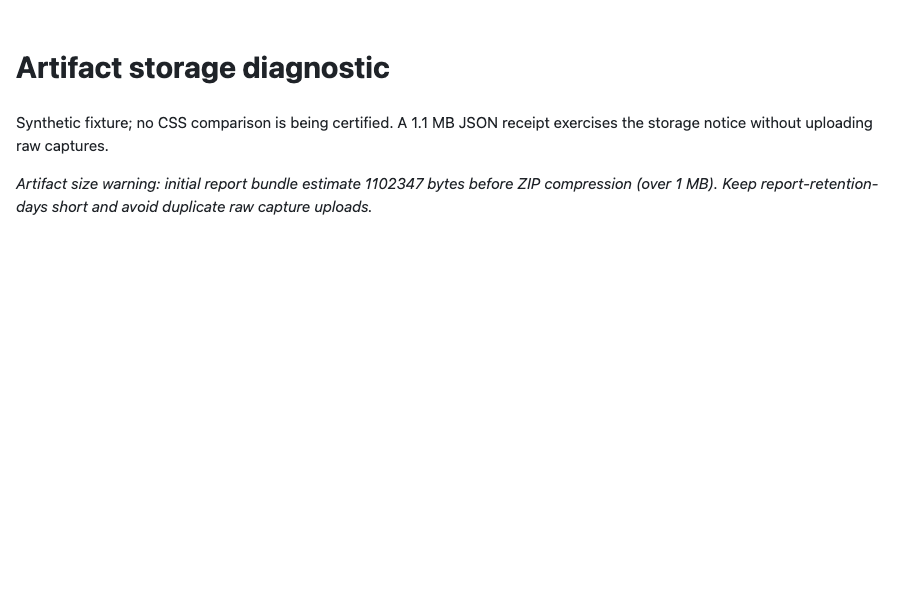 Artifact storage diagnostic
Synthetic fixture; no CSS comparison is being certified. A 1.1 MB JSON receipt exercises the storage notice without uploading
raw captures.
Artifact size warning: initial report bundle estimate 1102347 bytes before ZIP compression (over 1 MB). Keep report-retention-
days short and avoid duplicate raw capture uploads.